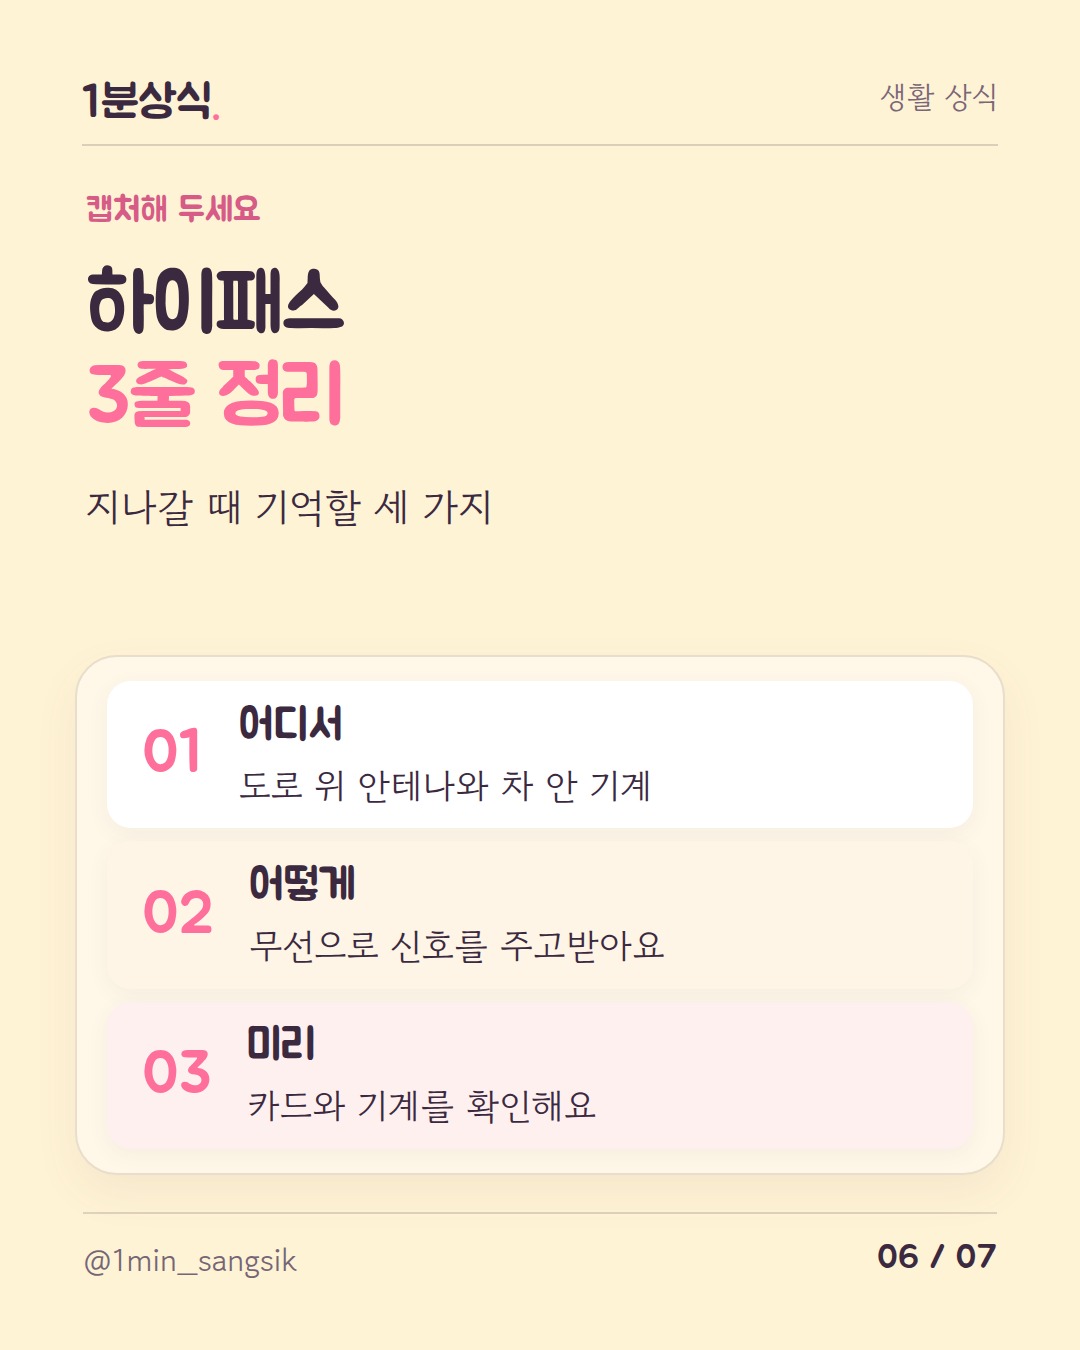 1분상식.
생활 상식
캡처해 두세요
하이패스
3줄 정리
지나갈 때 기억할 세 가지
01
어디서
도로 위 안테나와 차 안 기계
02
어떻게
무선으로 신호를 주고받아요
03
미리
카드와 기계를 확인해요
@1min_sangsik
06 / 07